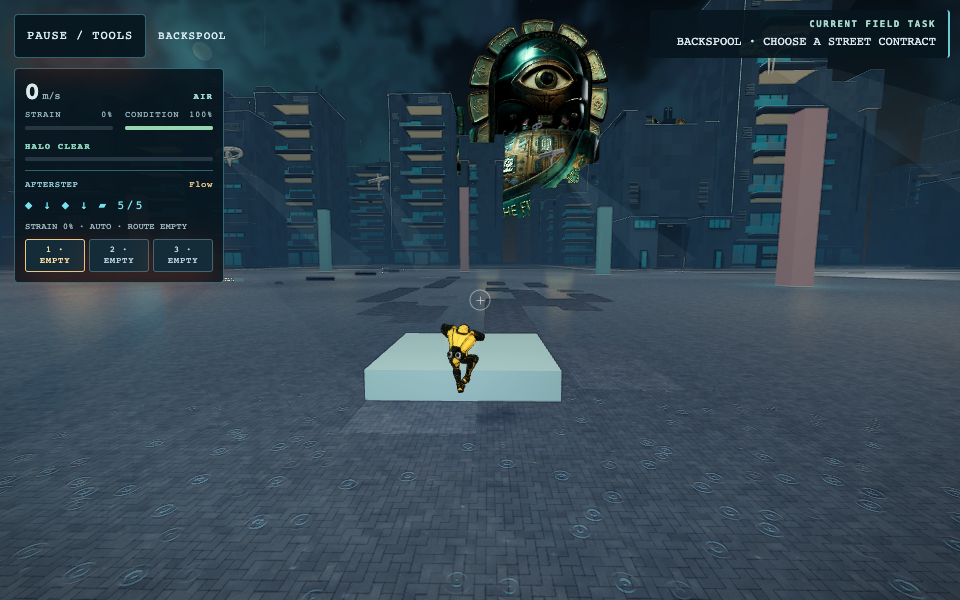 PAUSE / TOOLS
BACKSPOOL
CURRENT FIELD TASK
BACKSPOOL · CHOOSE A STREET CONTRACT
0 m/s
AIR
STRAIN 0%
CONDITION 100%
HALO CLEAR
AFTERSTEP
Flow
◆ ↓ ◆ ↓ ▰ 5/5
STRAIN 0% · AUTO · ROUTE EMPTY
1 · EMPTY
2 · EMPTY
3 · EMPTY